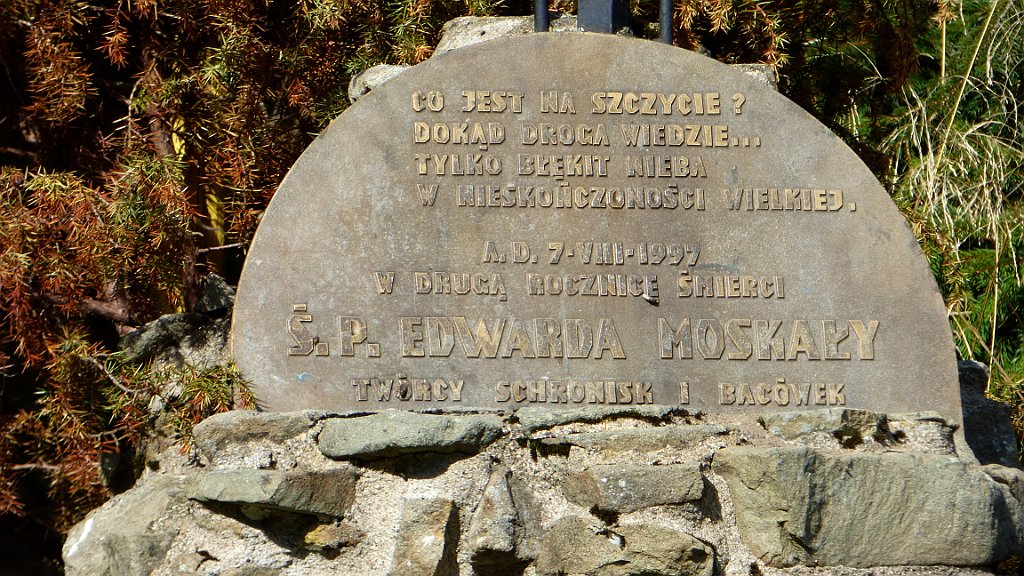 CO JEST NA SZCZYCIE ?
DOKĄD DROGA WIEDZIE...
TYLKO BŁĘKIT NIEBA
W NIESKOŃCZONOŚCI WIELKIEJ.
A.D. 7-VIII-1997
W DRUGĄ ROCZNICĘ ŚMIERCI
Ś.P. EDWARDA MOSKAŁY
TWÓRCY SCHRONISK I BACÓWEK